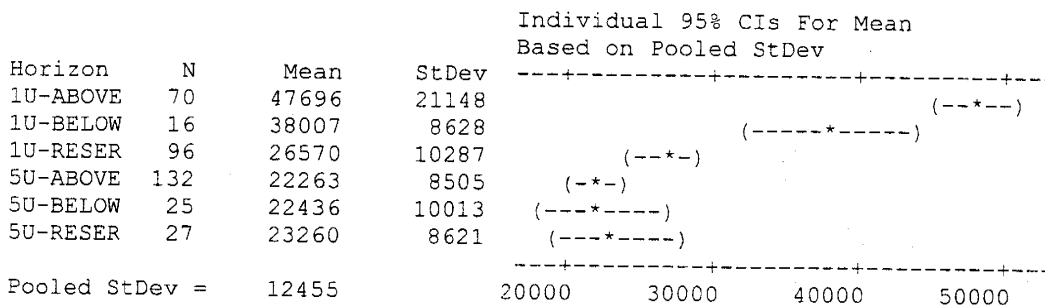 Individual 95% CIs For Mean
Based on Pooled StDev
Horizon N Mean StDev ---+---------+---------+---------+---
1U-ABOVE 70 47696 21148 (--*--)
1U-BELOW 16 38007 8628 (-----*-----)
1U-RESER 96 26570 10287 (--*-)
5U-ABOVE 132 22263 8505 (-*-)
5U-BELOW 25 22436 10013 (---*----)
5U-RESER 27 23260 8621 (---*----)
---+---------+---------+---------+---
Pooled StDev = 12455 20000 30000 40000 50000